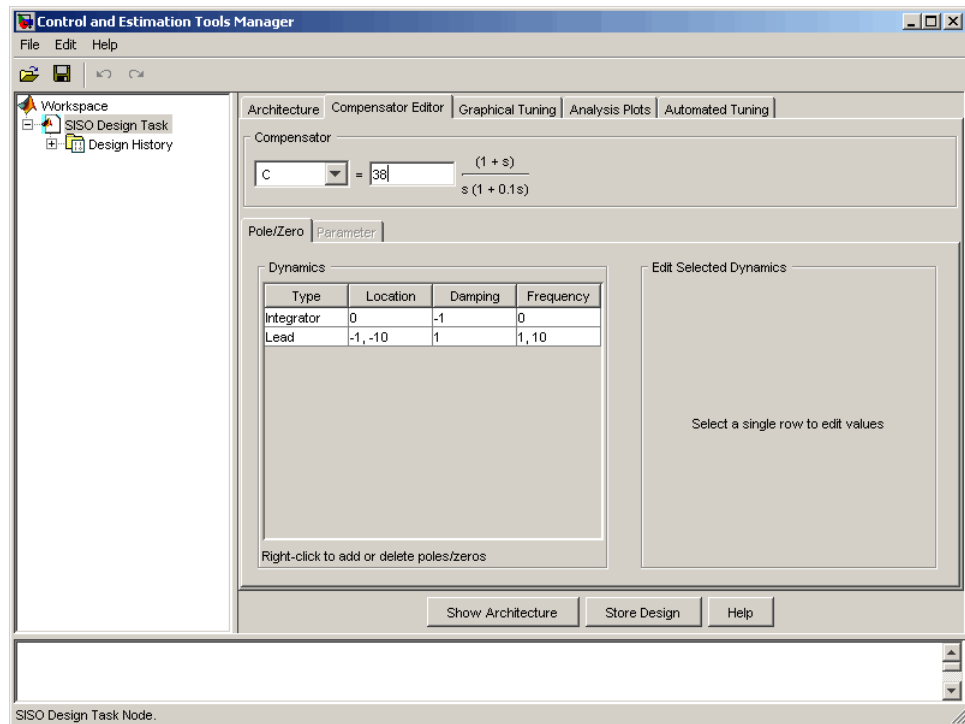 Control and Estimation Tools Manager
File Edit Help
Workspace
SISO Design Task
Design History
Architecture Compensator Editor Graphical Tuning Analysis Plots Automated Tuning
Compensator
C = 38 (1 + s)
s (1 + 0.1s)
Pole/Zero Parameter
Dynamics
Type Location Damping Frequency
Integrator 0 -1 0
Lead -1, -10 1 1, 10
Right-click to add or delete poles/zeros
Edit Selected Dynamics
Select a single row to edit values
Show Architecture Store Design Help
SISO Design Task Node.